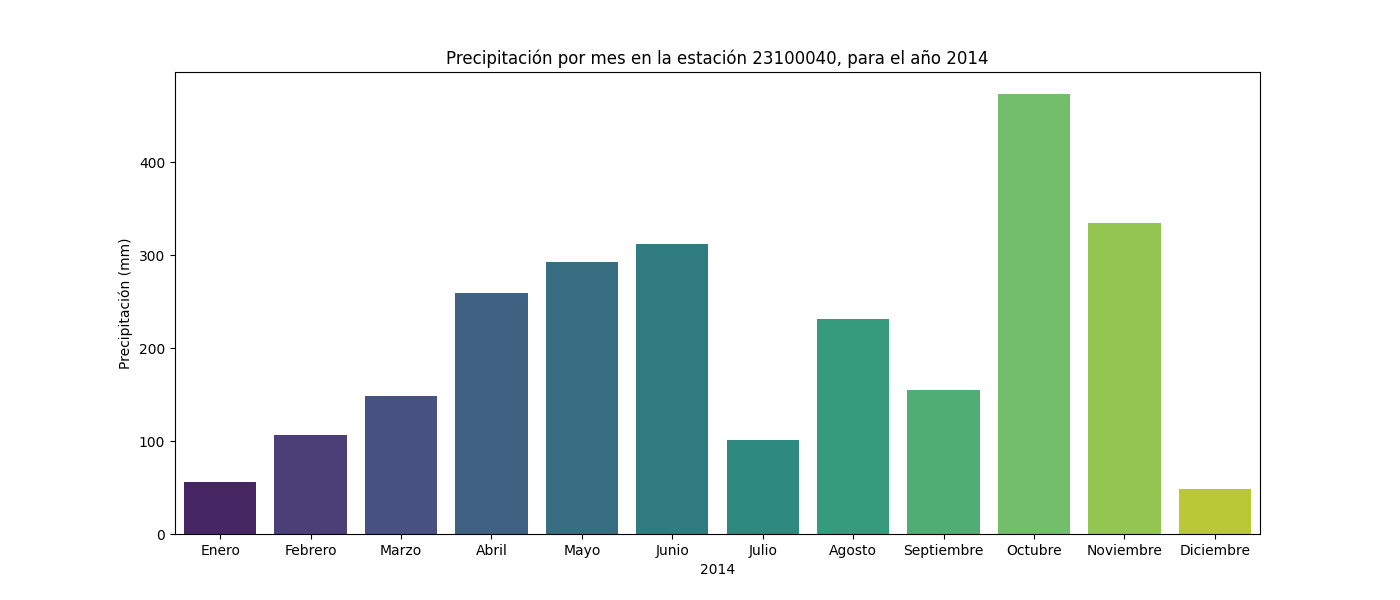 Precipitación por mes en la estación 23100040, para el año 2014
Precipitación (mm)
400
300
200
100
0
Enero Febrero Marzo Abril Mayo Junio Julio Agosto Septiembre Octubre Noviembre Diciembre
2014